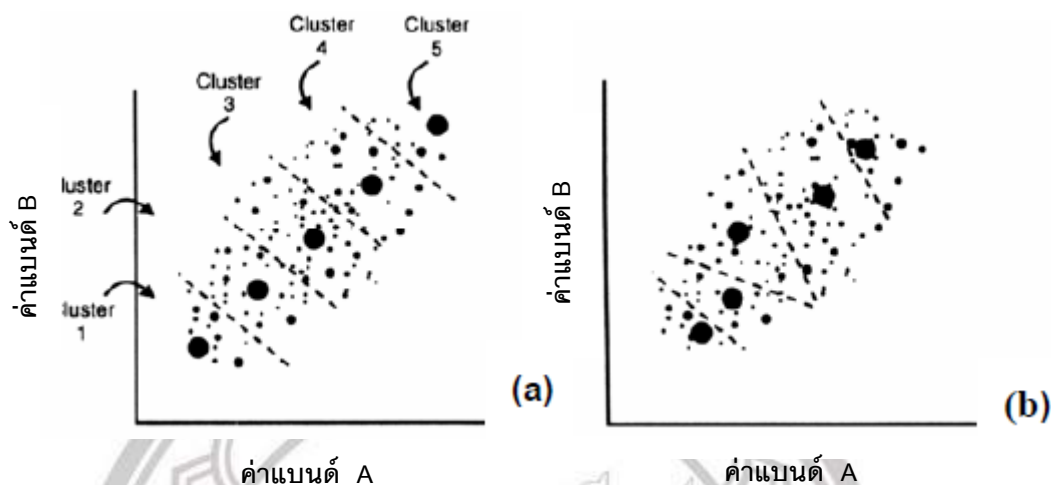 Cluster
4
Cluster
5
Cluster
3
luster
2
luster
1
ค่าแบนด์ B
(a)
ค่าแบนด์ A
ค่าแบนด์ B
(b)
ค่าแบนด์ A